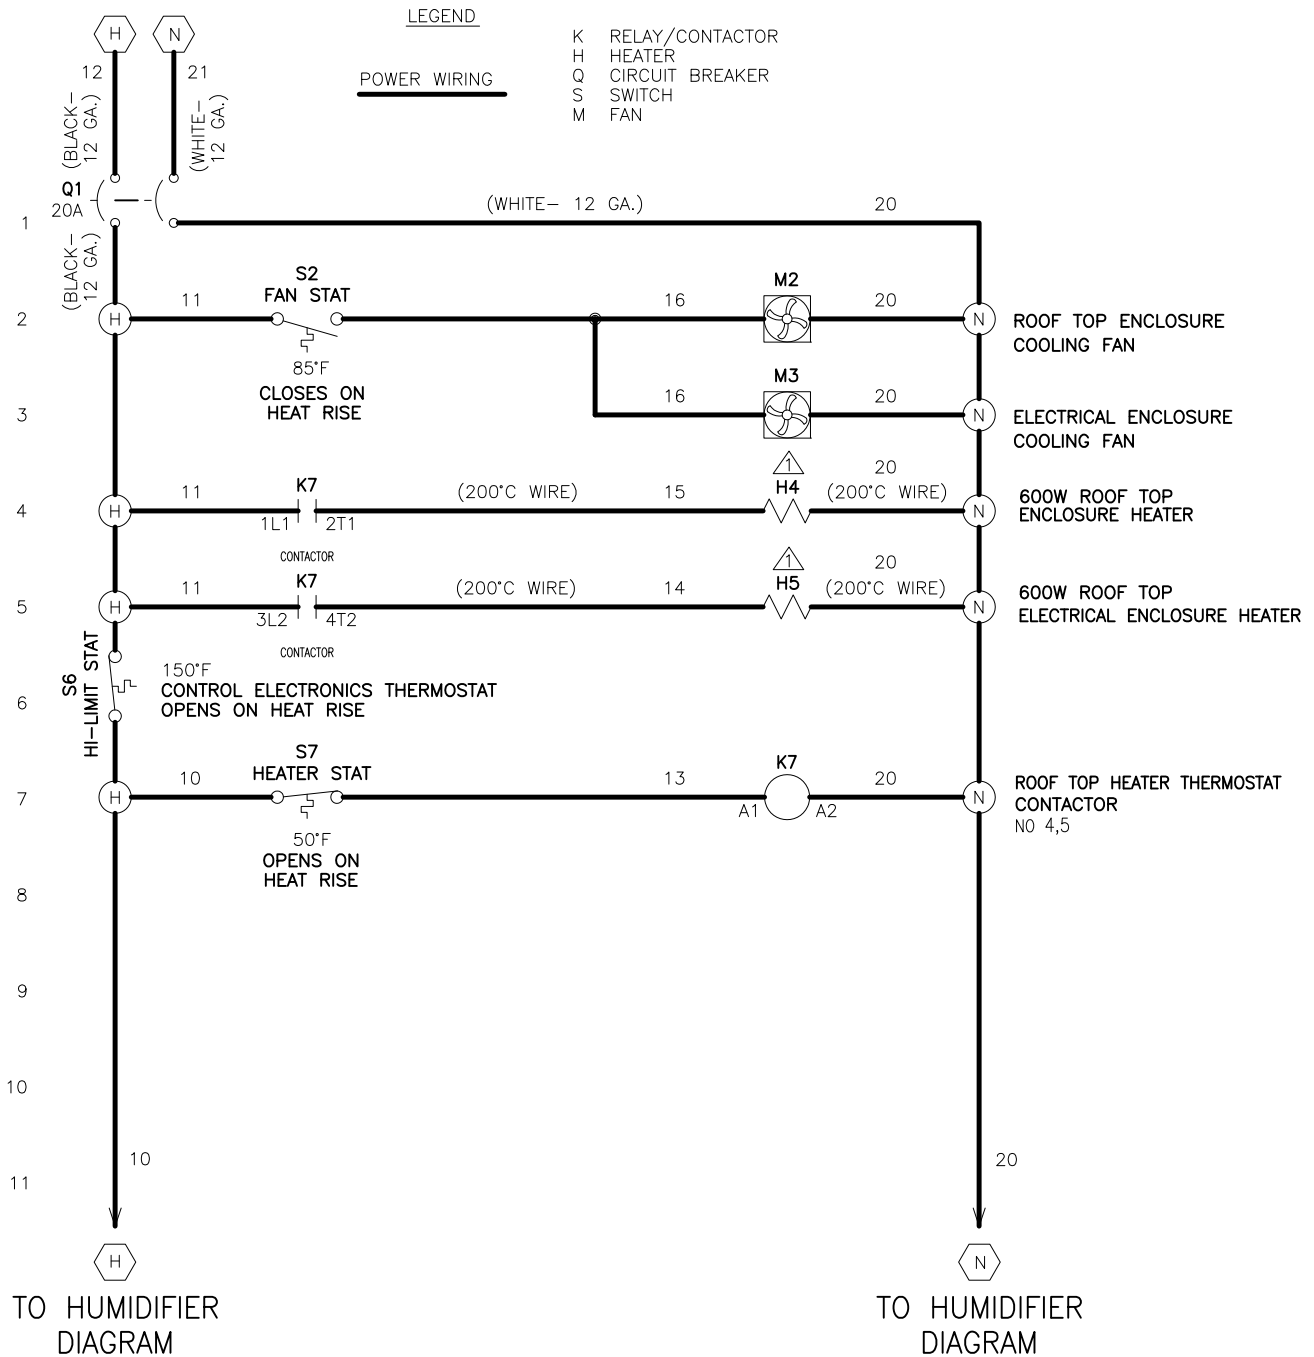 LEGEND
H
N
K RELAY/CONTACTOR
H HEATER
Q CIRCUIT BREAKER
S SWITCH
M FAN
POWER WIRING
12
21
(BLACK-
12 GA.)
(WHITE-
12 GA.)
Q1
20A
1
(WHITE- 12 GA.)
20
(BLACK-
12 GA.)
2
H
11
S2
FAN STAT
85°F
CLOSES ON
HEAT RISE
16
M2
20
N
ROOF TOP ENCLOSURE
COOLING FAN
3
16
M3
20
N
ELECTRICAL ENCLOSURE
COOLING FAN
4
H
11
K7
1L1
2T1
CONTACTOR
(200°C WIRE)
15
1
H4
20
(200°C WIRE)
N
600W ROOF TOP
ENCLOSURE HEATER
5
H
11
K7
3L2
4T2
CONTACTOR
(200°C WIRE)
14
1
H5
20
(200°C WIRE)
N
600W ROOF TOP
ELECTRICAL ENCLOSURE HEATER
6
S6
HI-LIMIT STAT
150°F
CONTROL ELECTRONICS THERMOSTAT
OPENS ON HEAT RISE
7
H
10
S7
HEATER STAT
50°F
OPENS ON
HEAT RISE
13
K7
A1
A2
20
N
ROOF TOP HEATER THERMOSTAT
CONTACTOR
NO 4,5
8
9
10
11
10
20
H
TO HUMIDIFIER
DIAGRAM
N
TO HUMIDIFIER
DIAGRAM